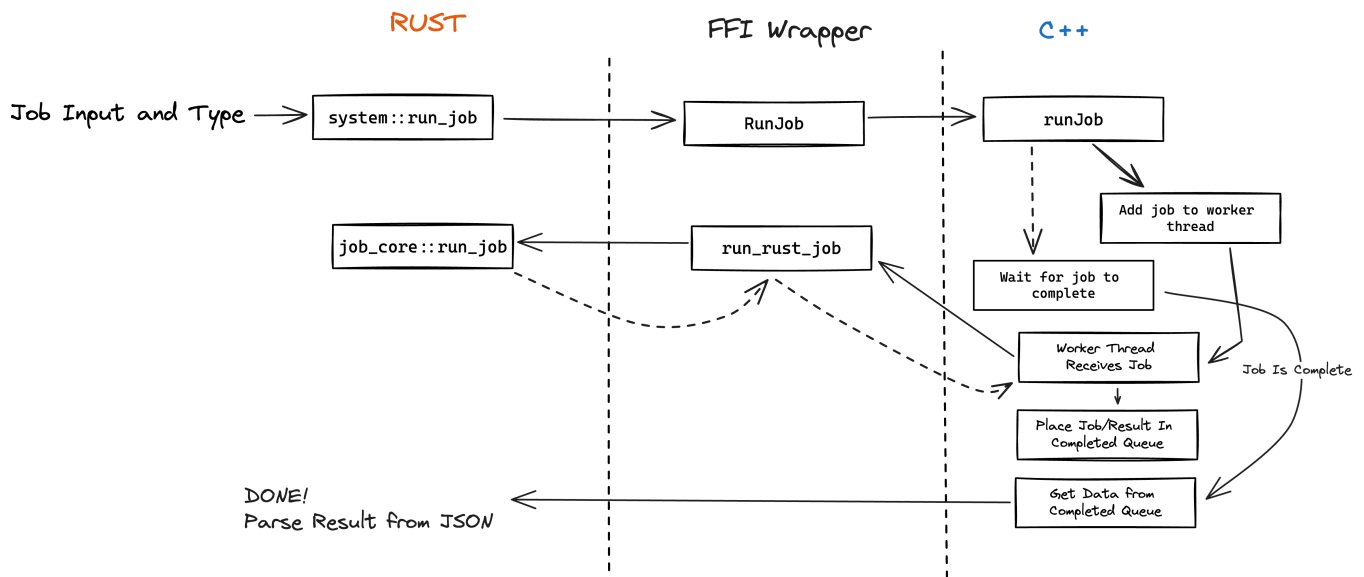 RUST
FFI Wrapper
C++
Job Input and Type
system::run_job
RunJob
runJob
Add job to worker
thread
job_core::run_job
run_rust_job
Wait for job to
complete
Worker Thread
Receives Job
Job Is Complete
Place Job/Result In
Completed Queue
Get Data from
Completed Queue
DONE!
Parse Result from JSON